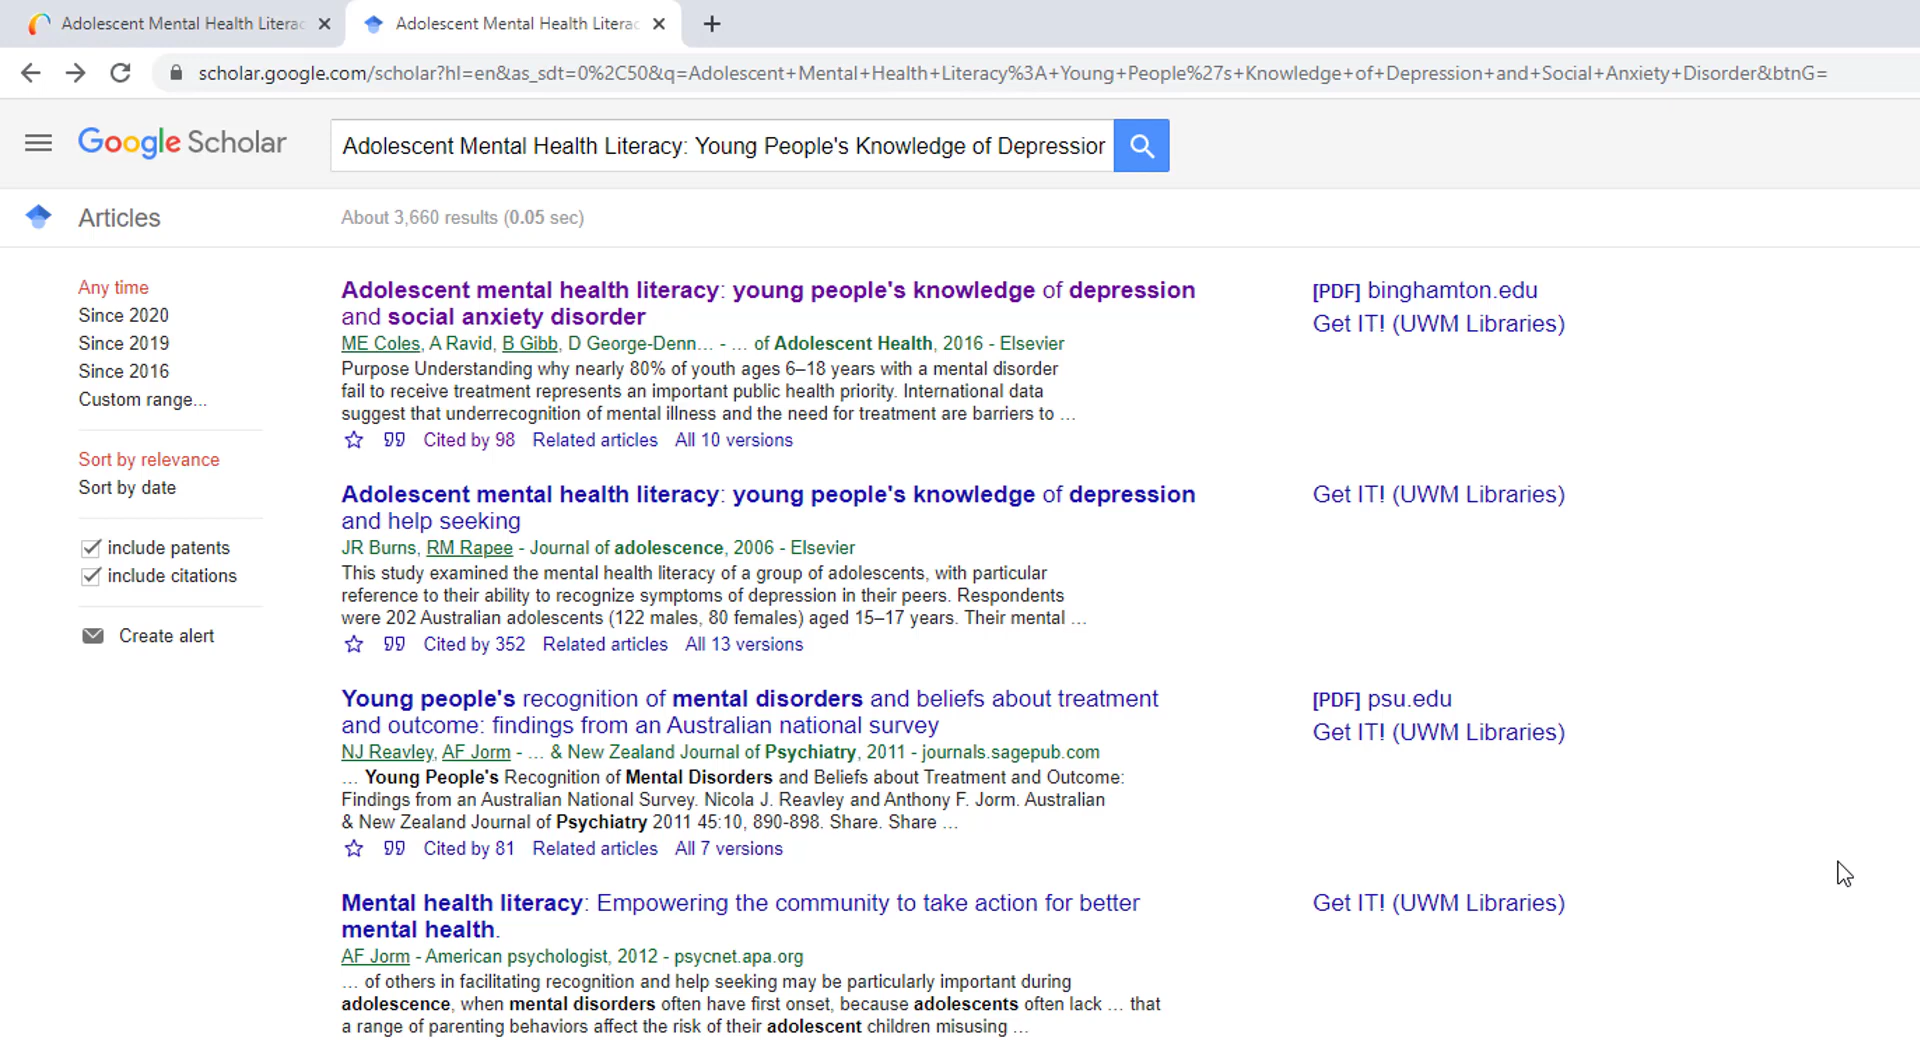 Adolescent Mental Health Literac
Adolescent Mental Health Literac
scholar.google.com/scholar?hl=en&as_sdt=0%2C50&q=Adolescent+Mental+Health+Literacy%3A+Young+People%27s+Knowledge+of+Depression+and+Social+Anxiety+Disorder&btnG=
Google Scholar
Adolescent Mental Health Literacy: Young People's Knowledge of Depression
Articles
About 3,660 results (0.05 sec)
Any time
Since 2020
Since 2019
Since 2016
Custom range...
Sort by relevance
Sort by date
include patents
include citations
Create alert
Adolescent mental health literacy: young people's knowledge of depression
and social anxiety disorder
ME Coles, A Ravid, B Gibb, D George-Denn… - … of Adolescent Health, 2016 - Elsevier
Purpose Understanding why nearly 80% of youth ages 6–18 years with a mental disorder
fail to receive treatment represents an important public health priority. International data
suggest that underrecognition of mental illness and the need for treatment are barriers to …
Cited by 98 Related articles All 10 versions
[PDF] binghamton.edu
Get IT! (UWM Libraries)
Adolescent mental health literacy: young people's knowledge of depression
and help seeking
JR Burns, RM Rapee - Journal of adolescence, 2006 - Elsevier
This study examined the mental health literacy of a group of adolescents, with particular
reference to their ability to recognize symptoms of depression in their peers. Respondents
were 202 Australian adolescents (122 males, 80 females) aged 15–17 years. Their mental …
Cited by 352 Related articles All 13 versions
Get IT! (UWM Libraries)
Young people's recognition of mental disorders and beliefs about treatment
and outcome: findings from an Australian national survey
NJ Reavley, AF Jorm - … & New Zealand Journal of Psychiatry, 2011 - journals.sagepub.com
… Young People's Recognition of Mental Disorders and Beliefs about Treatment and Outcome:
Findings from an Australian National Survey. Nicola J. Reavley and Anthony F. Jorm. Australian
& New Zealand Journal of Psychiatry 2011 45:10, 890-898. Share. Share …
Cited by 81 Related articles All 7 versions
[PDF] psu.edu
Get IT! (UWM Libraries)
Mental health literacy: Empowering the community to take action for better
mental health.
AF Jorm - American psychologist, 2012 - psycnet.apa.org
… of others in facilitating recognition and help seeking may be particularly important during
adolescence, when mental disorders often have first onset, because adolescents often lack … that
a range of parenting behaviors affect the risk of their adolescent children misusing …
Get IT! (UWM Libraries)